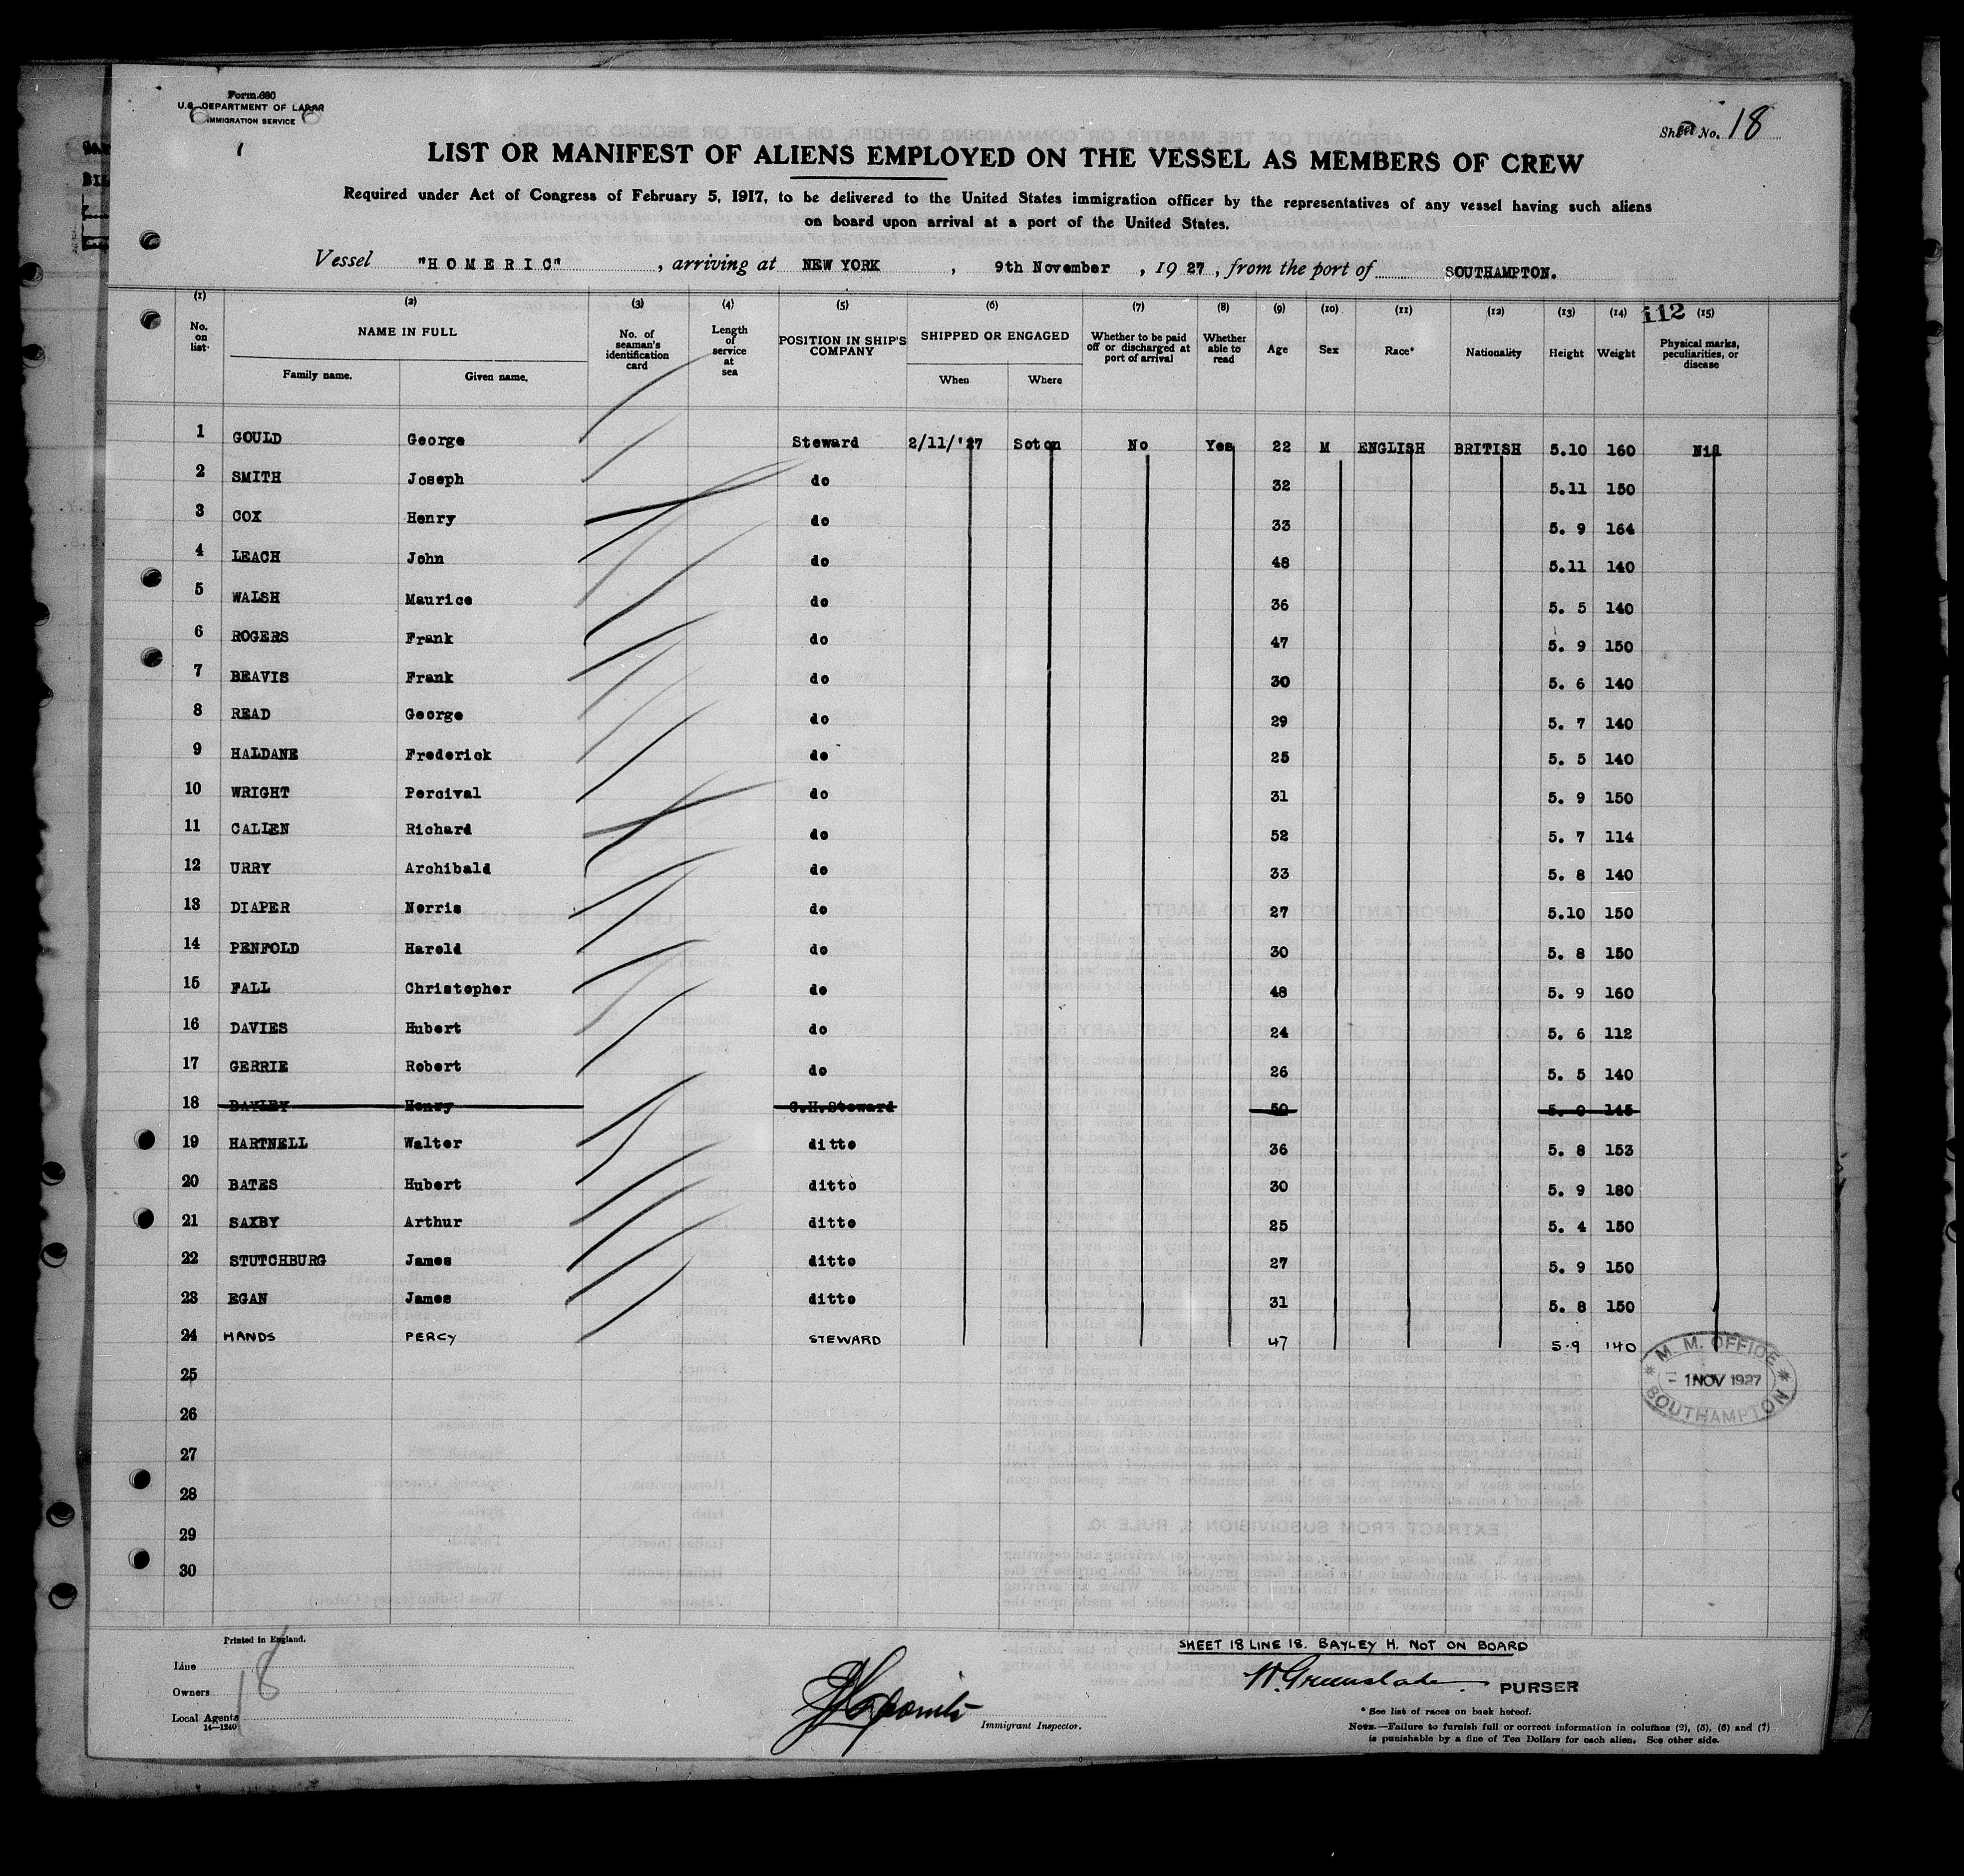 Form 680
U.S. DEPARTMENT OF LABOR
IMMIGRATION SERVICE
Sheet No. 18
LIST OR MANIFEST OF ALIENS EMPLOYED ON THE VESSEL AS MEMBERS OF CREW
Required under Act of Congress of February 5, 1917, to be delivered to the United States immigration officer by the representatives of any vessel having such aliens
on board upon arrival at a port of the United States.
Vessel "HOMERIC", arriving at NEW YORK, 9th November, 1927, from the port of SOUTHAMPTON.
112
(1) (2) (3) (4) (5) (6) (7) (8) (9) (10) (11) (12) (13) (14) (15)
No. on list. NAME IN FULL Family name. Given name. No. of seaman's identification card Length of service at sea POSITION IN SHIP'S COMPANY SHIPPED OR ENGAGED When Where Whether to be paid off or discharged at port of arrival Whether able to read Age Sex Race* Nationality Height Weight Physical marks, peculiarities, or disease
1 GOULD George Steward 2/11/'27 Soton No Yes 22 M ENGLISH BRITISH 5.10 160 Nil
2 SMITH Joseph do 32 5.11 150
3 COX Henry do 33 5. 9 164
4 LEACH John do 48 5.11 140
5 WALSH Maurice do 36 5. 5 140
6 ROGERS Frank do 47 5. 9 150
7 BEAVIS Frank do 30 5. 6 140
8 READ George do 29 5. 7 140
9 HALDANE Frederick do 25 5. 5 140
10 WRIGHT Percival do 31 5. 9 150
11 CALLEN Richard do 52 5. 7 114
12 URRY Archibald do 33 5. 8 140
13 DIAPER Norris do 27 5.10 150
14 PENFOLD Harold do 30 5. 8 150
15 FALL Christopher do 48 5. 9 160
16 DAVIES Hubert do 24 5. 6 112
17 GERRIE Robert do 26 5. 5 140
18 BAYLEY Henry G.H.Steward 50 145
19 HARTNELL Walter ditto 36 5. 8 153
20 BATES Hubert ditto 30 5. 9 180
21 SAXBY Arthur ditto 25 5. 4 150
22 STUTCHBURG James ditto 27 5. 9 150
23 EGAN James ditto 31 5. 8 150
24 HANDS PERCY STEWARD 47 5.9 140
25
26
27
28
29
30
M. M. OFFICE
1 NOV 1927
SOUTHAMPTON
Printed in England.
SHEET 18 LINE 18. BAYLEY H. NOT ON BOARD
Line
Owners
Local Agents
14—1240
18
Immigrant Inspector.
W. Greenslade PURSER
* See list of races on back hereof.
NOTE.—Failure to furnish full or correct information in columns (2), (5), (6) and (7)
is punishable by a fine of Ten Dollars for each alien. See other side.